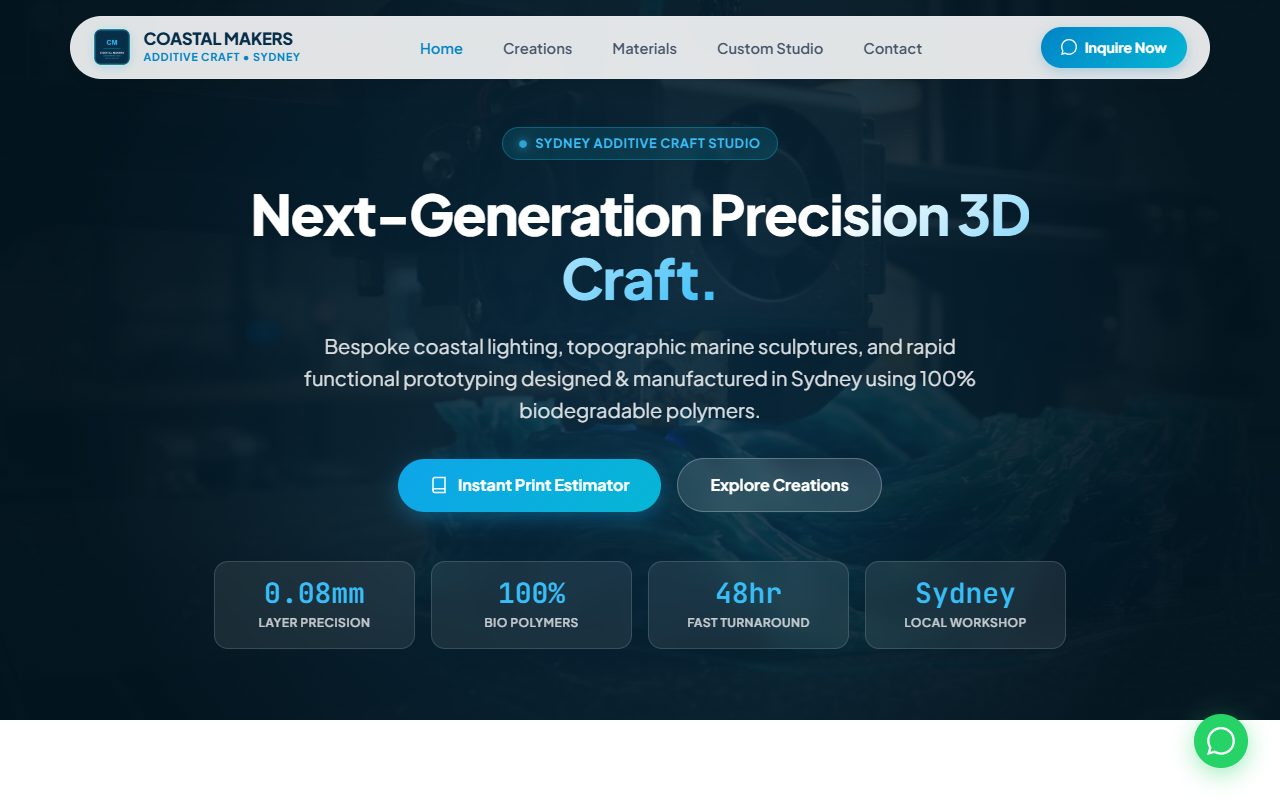 CM
COASTAL MAKERS
ADDITIVE CRAFT • SYDNEY
Home
Creations
Materials
Custom Studio
Contact
Inquire Now
SYDNEY ADDITIVE CRAFT STUDIO
Next-Generation Precision 3D
Craft.
Bespoke coastal lighting, topographic marine sculptures, and rapid
functional prototyping designed & manufactured in Sydney using 100%
biodegradable polymers.
Instant Print Estimator
Explore Creations
0.08mm
LAYER PRECISION
100%
BIO POLYMERS
48hr
FAST TURNAROUND
Sydney
LOCAL WORKSHOP